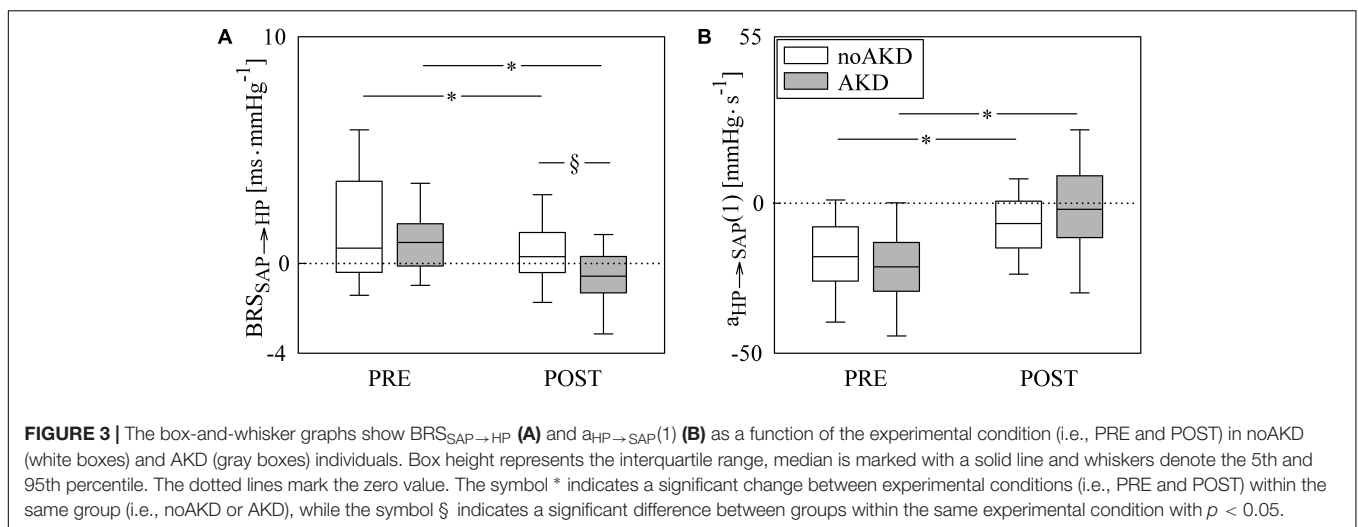 A
10
0
-4
BRS_SAP→HP [ms·mmHg⁻¹]
*
*
§
PRE
POST
B
55
0
-50
a_HP→SAP(1) [mmHg·s⁻¹]
noAKD
AKD
*
*
PRE
POST
FIGURE 3 | The box-and-whisker graphs show BRS_SAP→HP (A) and a_HP→SAP(1) (B) as a function of the experimental condition (i.e., PRE and POST) in noAKD
(white boxes) and AKD (gray boxes) individuals. Box height represents the interquartile range, median is marked with a solid line and whiskers denote the 5th and
95th percentile. The dotted lines mark the zero value. The symbol * indicates a significant change between experimental conditions (i.e., PRE and POST) within the
same group (i.e., noAKD or AKD), while the symbol § indicates a significant difference between groups within the same experimental condition with p < 0.05.